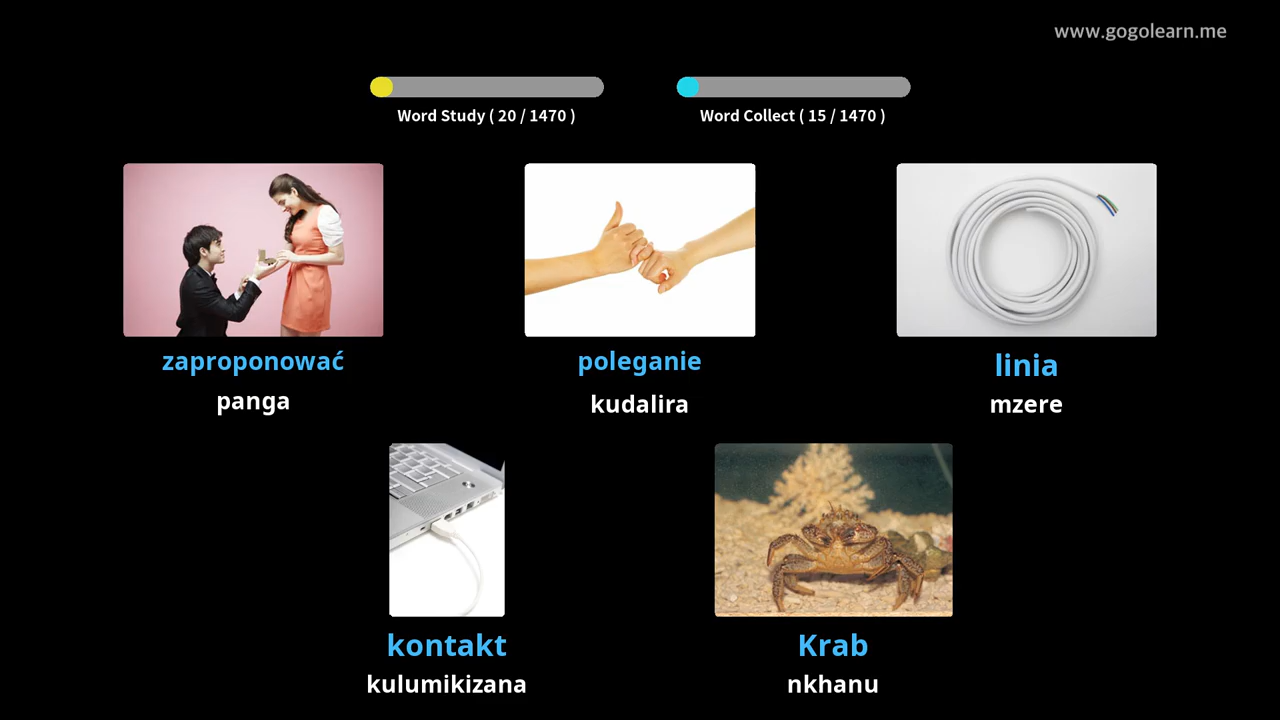 www.gogolearn.me
Word Study ( 20 / 1470 )
Word Collect ( 15 / 1470 )
zaproponować
panga
poleganie
kudalira
linia
mzere
kontakt
kulumikizana
Krab
nkhanu